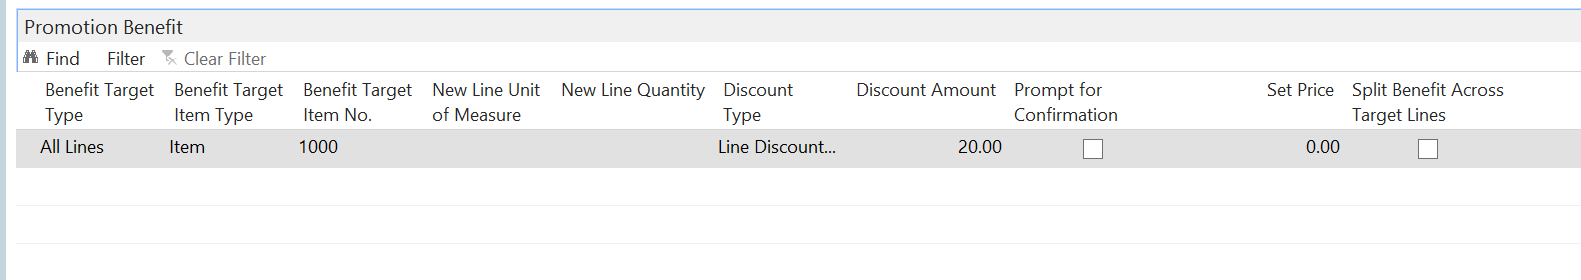 Promotion Benefit
Find Filter Clear Filter
Benefit Target Benefit Target Benefit Target New Line Unit New Line Quantity Discount Discount Amount Prompt for Set Price Split Benefit Across
Type Item Type Item No. of Measure Type Confirmation Target Lines
All Lines Item 1000 Line Discount... 20.00 0.00